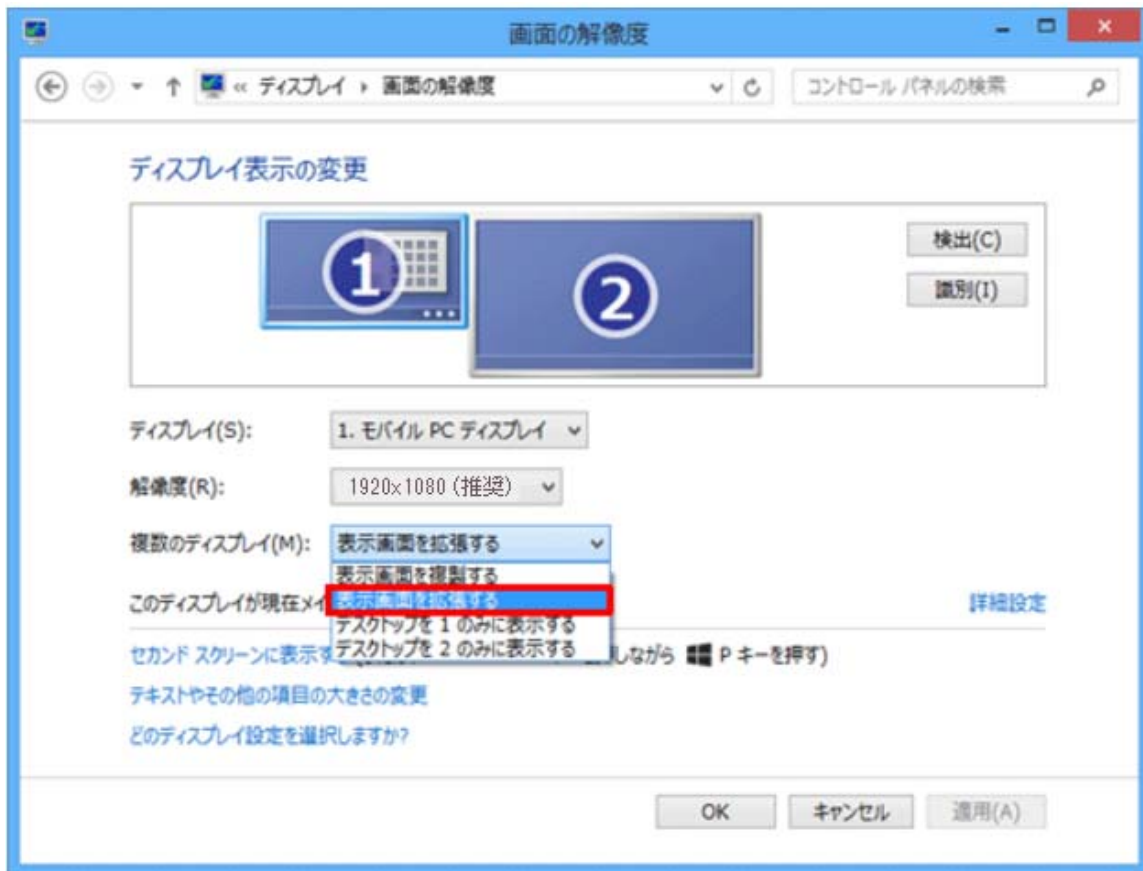 画面の解像度
« ディスプレイ 画面の解像度
コントロール パネルの検索
ディスプレイ表示の変更
1
2
検出(C)
識別(I)
ディスプレイ(S): 1. モバイル PC ディスプレイ
解像度(R): 1920x1080 (推奨)
複数のディスプレイ(M): 表示画面を拡張する
表示画面を複製する
このディスプレイが現在メイ 表示画面を拡張する 詳細設定
デスクトップを 1 のみに表示する
デスクトップを 2 のみに表示する
セカンド スクリーンに表示す しながら P キーを押す)
テキストやその他の項目の大きさの変更
どのディスプレイ設定を選択しますか?
OK キャンセル 適用(A)